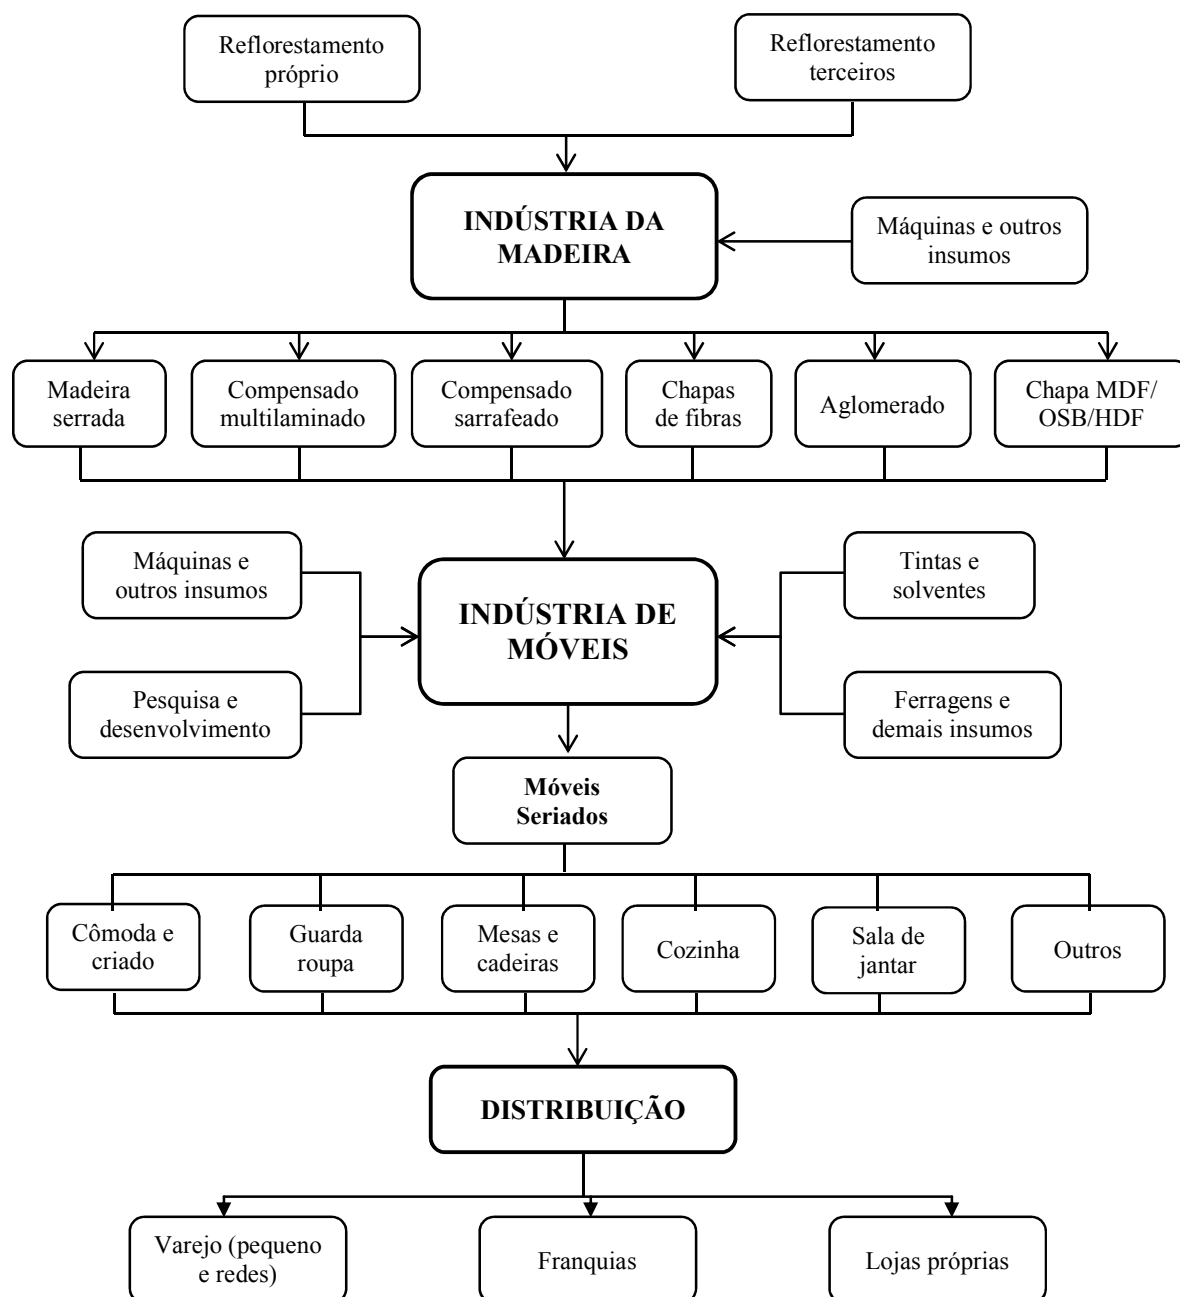 Reflorestamento
próprio
Reflorestamento
terceiros
INDÚSTRIA DA
MADEIRA
Máquinas e outros
insumos
Madeira
serrada
Compensado
multilaminado
Compensado
sarrafeado
Chapas
de fibras
Aglomerado
Chapa MDF/
OSB/HDF
Máquinas e
outros insumos
Tintas e
solventes
INDÚSTRIA DE
MÓVEIS
Pesquisa e
desenvolvimento
Ferragens e
demais insumos
Móveis
Seriados
Cômoda e
criado
Guarda
roupa
Mesas e
cadeiras
Cozinha
Sala de
jantar
Outros
DISTRIBUIÇÃO
Varejo (pequeno
e redes)
Franquias
Lojas próprias